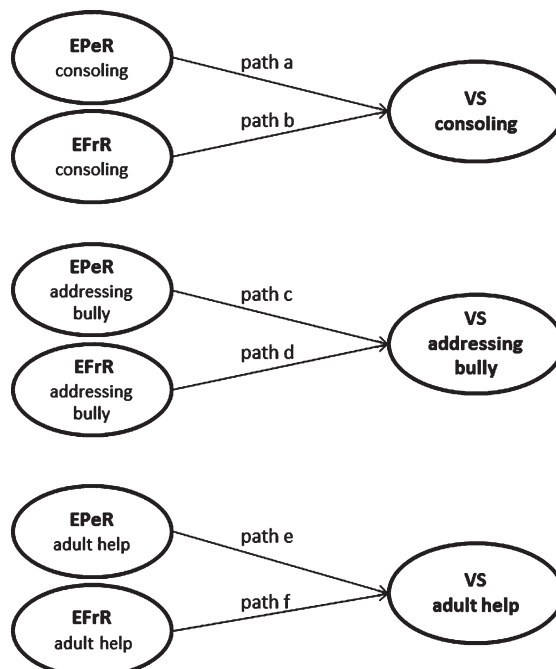 EPeR
consoling
path a
VS
consoling
path b
EFrR
consoling
EPeR
addressing
bully
path c
VS
addressing
bully
path d
EFrR
addressing
bully
EPeR
adult help
path e
VS
adult help
path f
EFrR
adult help